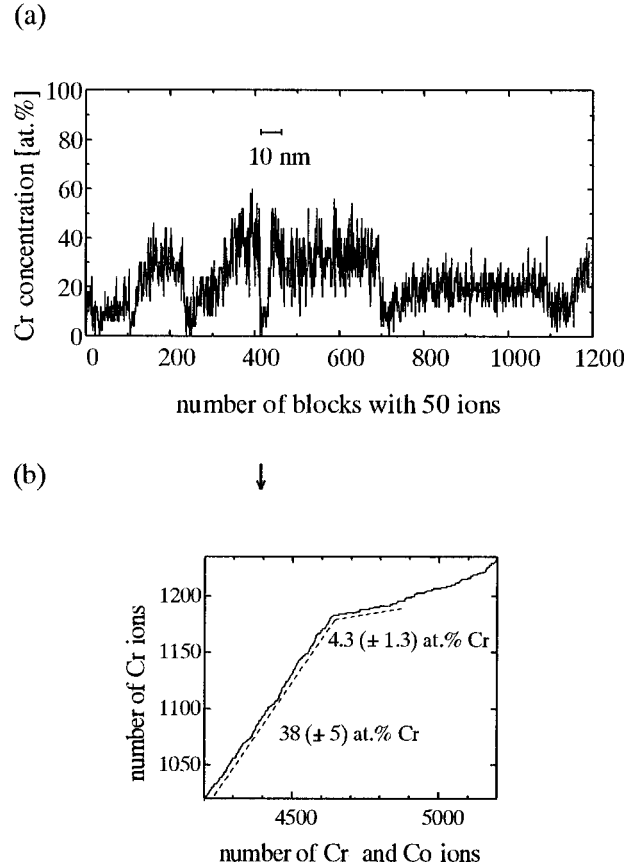 (a)
Cr concentration [at.%]
100
80
60
40
20
0
10 nm
0 200 400 600 800 1000 1200
number of blocks with 50 ions
(b)
number of Cr ions
1200
1150
1100
1050
4.3 (± 1.3) at.% Cr
38 (± 5) at.% Cr
4500 5000
number of Cr and Co ions